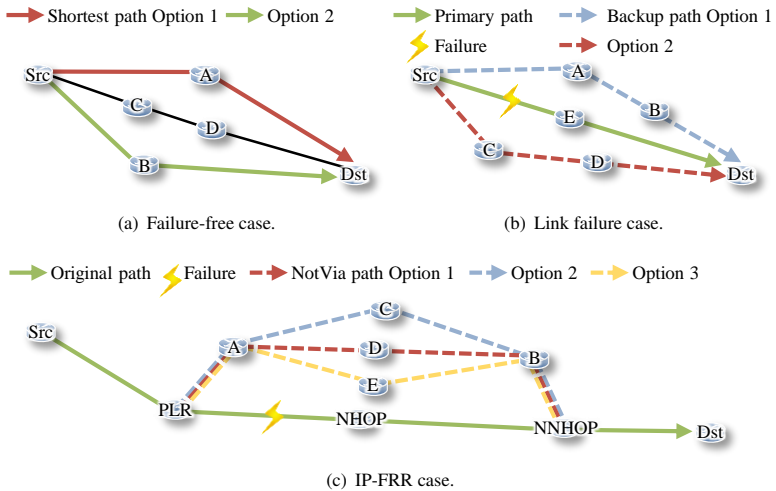 Shortest path Option 1 Option 2
Src
A
C
D
B
Dst
(a) Failure-free case.
Primary path Backup path Option 1
Failure Option 2
Src
A
B
E
C
D
Dst
(b) Link failure case.
Original path Failure NotVia path Option 1 Option 2 Option 3
Src
C
A
D
B
E
PLR
NHOP
NNHOP
Dst
(c) IP-FRR case.